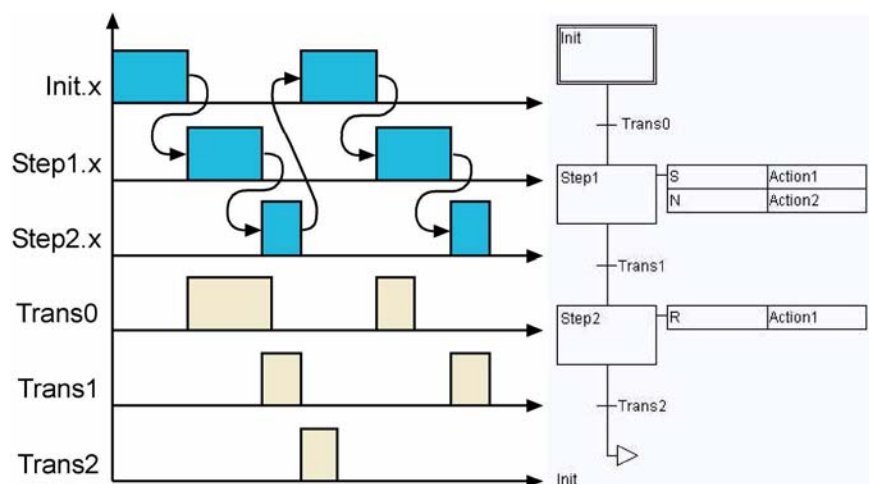 Init.x
Step1.x
Step2.x
Trans0
Trans1
Trans2
Init
Trans0
Step1
S Action1
N Action2
Trans1
Step2
R Action1
Trans2
Init